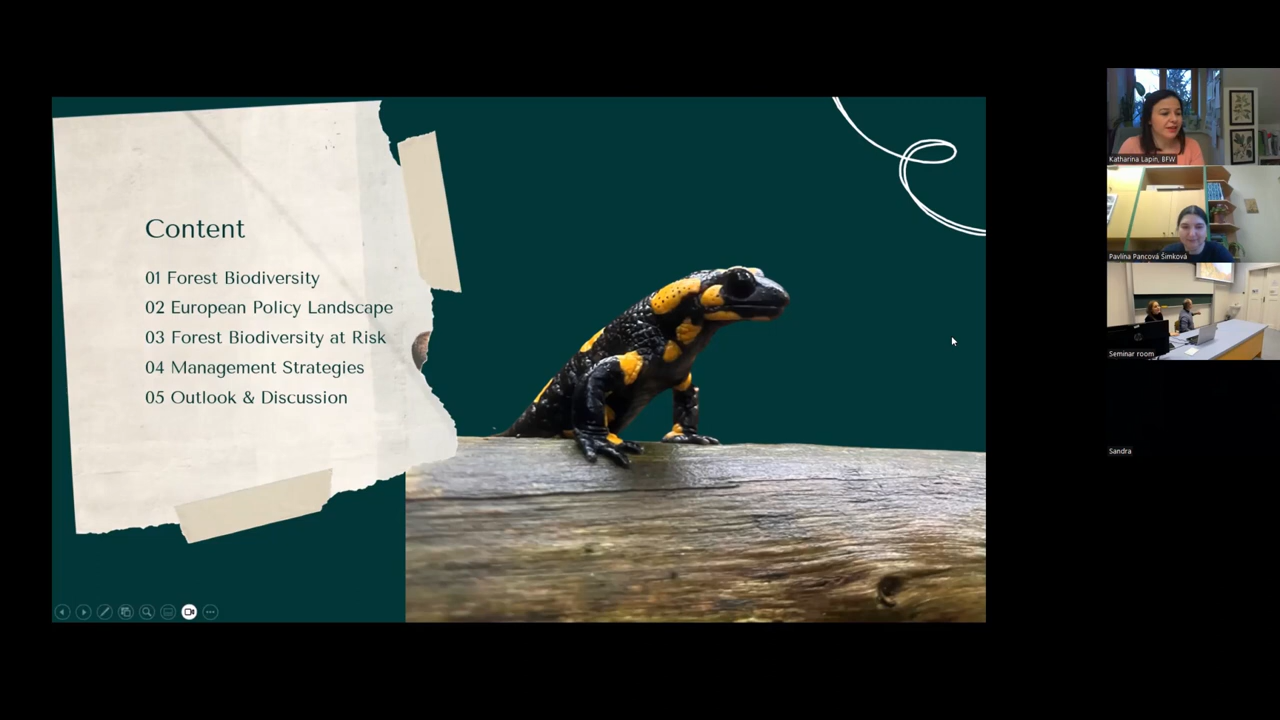 Content
01 Forest Biodiversity
02 European Policy Landscape
03 Forest Biodiversity at Risk
04 Management Strategies
05 Outlook & Discussion
Katharina Lapin, BFW
Pavlína Pancová Šimková
Seminar room
Sandra